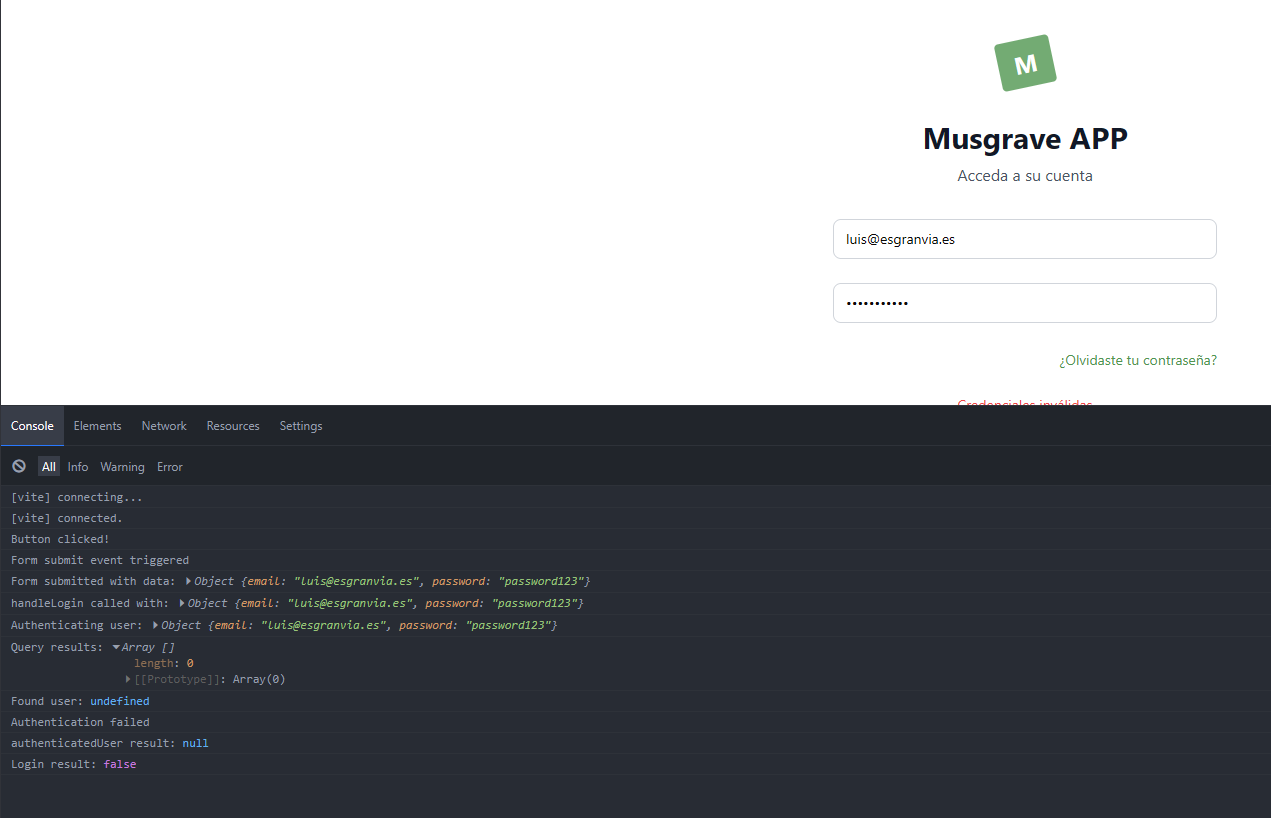 M
Musgrave APP
Acceda a su cuenta
luis@esgranvia.es
•••••••••••
¿Olvidaste tu contraseña?
Credenciales inválidas
Console Elements Network Resources Settings
All Info Warning Error
[vite] connecting...
[vite] connected.
Button clicked!
Form submit event triggered
Form submitted with data: Object {email: "luis@esgranvia.es", password: "password123"}
handleLogin called with: Object {email: "luis@esgranvia.es", password: "password123"}
Authenticating user: Object {email: "luis@esgranvia.es", password: "password123"}
Query results: Array []
length: 0
[[Prototype]]: Array(0)
Found user: undefined
Authentication failed
authenticatedUser result: null
Login result: false